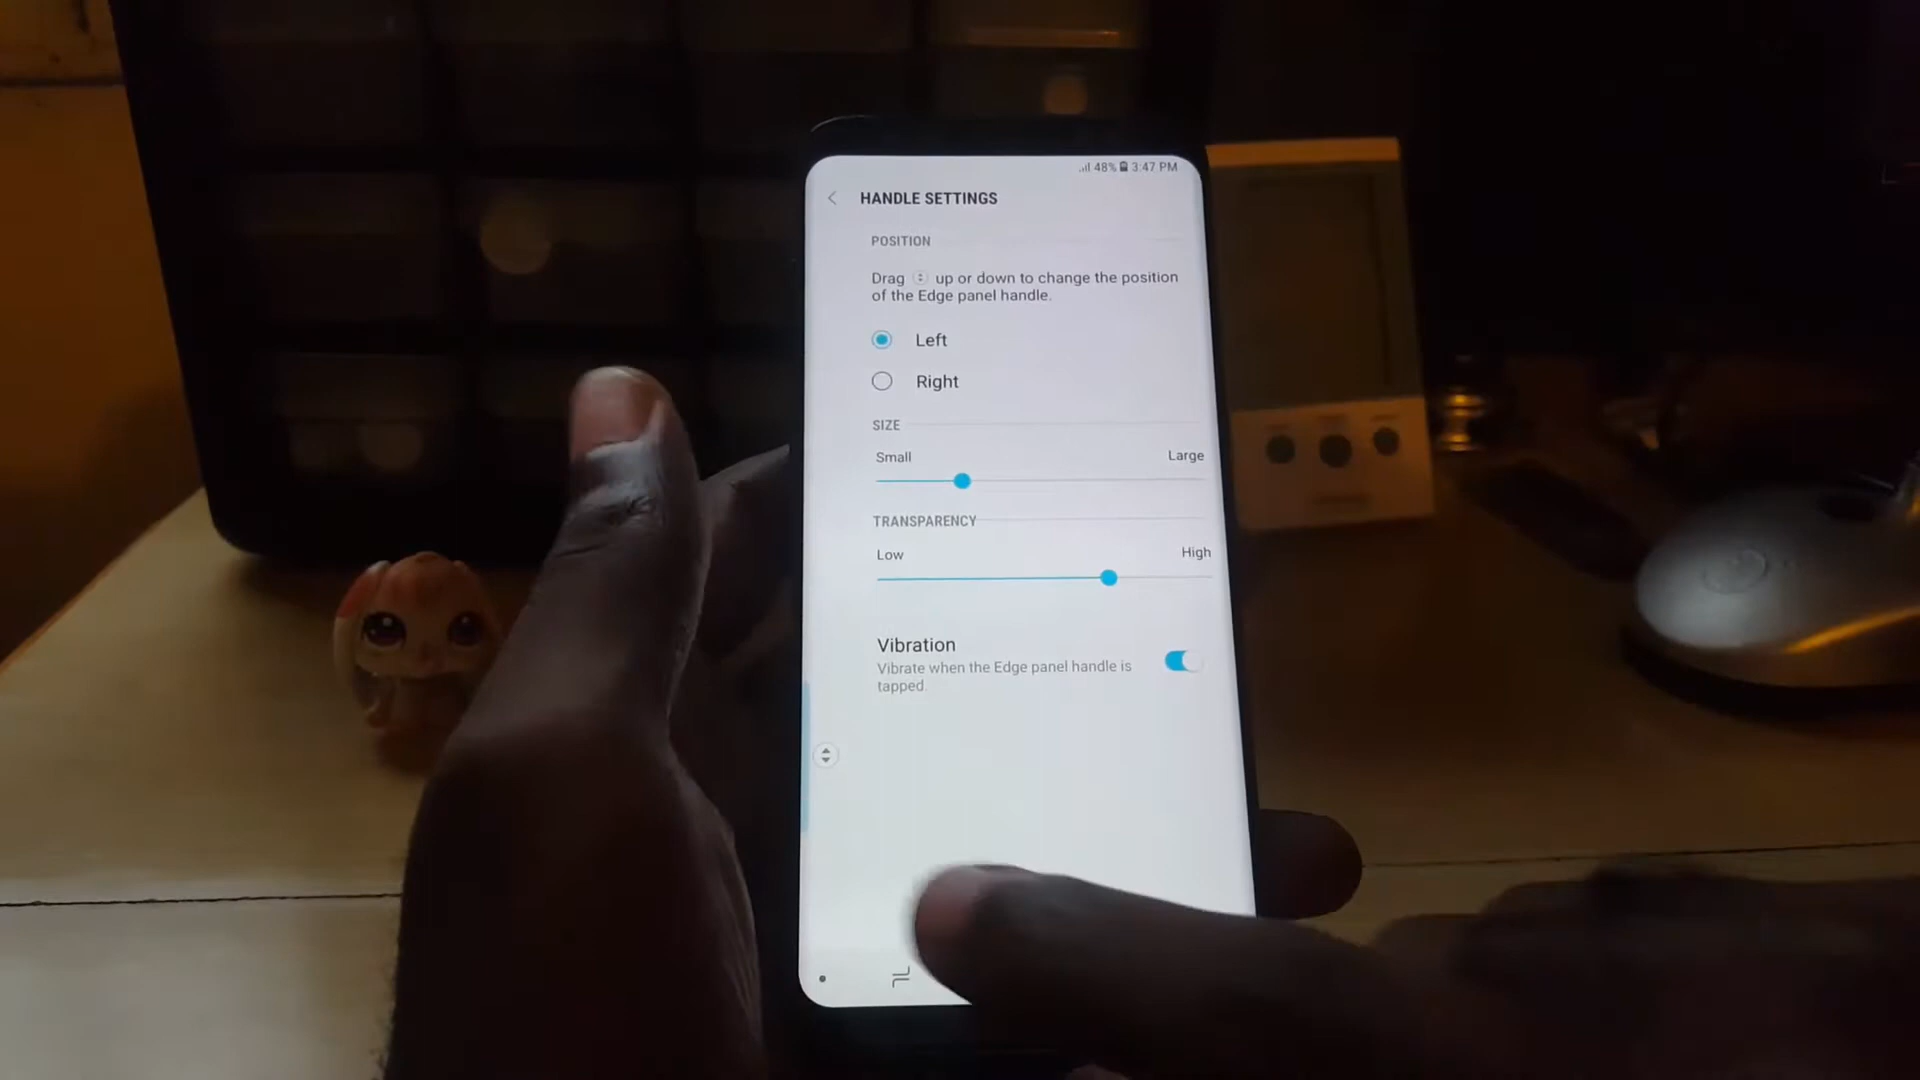 48% 3:47 PM
HANDLE SETTINGS
POSITION
Drag up or down to change the position
of the Edge panel handle.
Left
Right
SIZE
Small Large
TRANSPARENCY
Low High
Vibration
Vibrate when the Edge panel handle is
tapped.